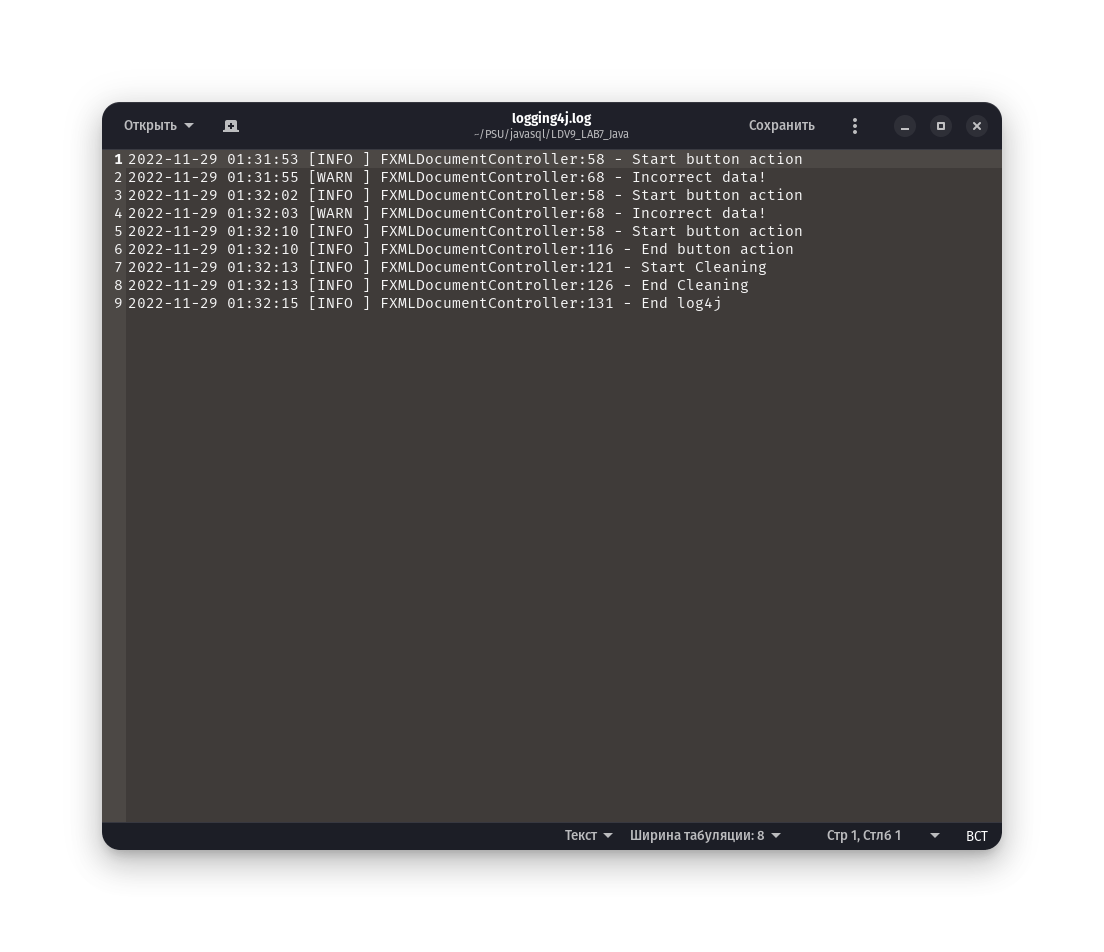 Открыть
logging4j.log
~/PSU/javasql/LDV9_LAB7_Java
Сохранить
1 2022-11-29 01:31:53 [INFO ] FXMLDocumentController:58 - Start button action
2 2022-11-29 01:31:55 [WARN ] FXMLDocumentController:68 - Incorrect data!
3 2022-11-29 01:32:02 [INFO ] FXMLDocumentController:58 - Start button action
4 2022-11-29 01:32:03 [WARN ] FXMLDocumentController:68 - Incorrect data!
5 2022-11-29 01:32:10 [INFO ] FXMLDocumentController:58 - Start button action
6 2022-11-29 01:32:10 [INFO ] FXMLDocumentController:116 - End button action
7 2022-11-29 01:32:13 [INFO ] FXMLDocumentController:121 - Start Cleaning
8 2022-11-29 01:32:13 [INFO ] FXMLDocumentController:126 - End Cleaning
9 2022-11-29 01:32:15 [INFO ] FXMLDocumentController:131 - End log4j
Текст Ширина табуляции: 8 Стр 1, Стлб 1 ВСТ